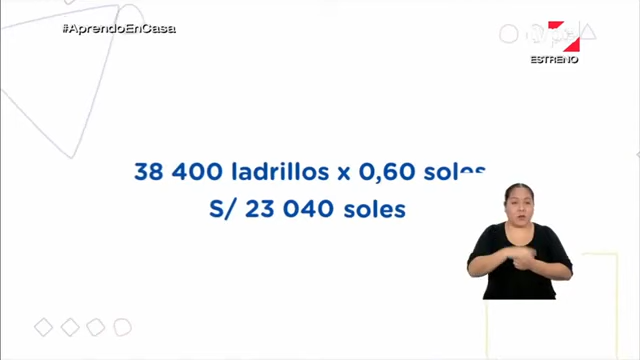 #AprendoEnCasa
ESTRENO
38 400 ladrillos x 0,60 soles
S/ 23 040 soles